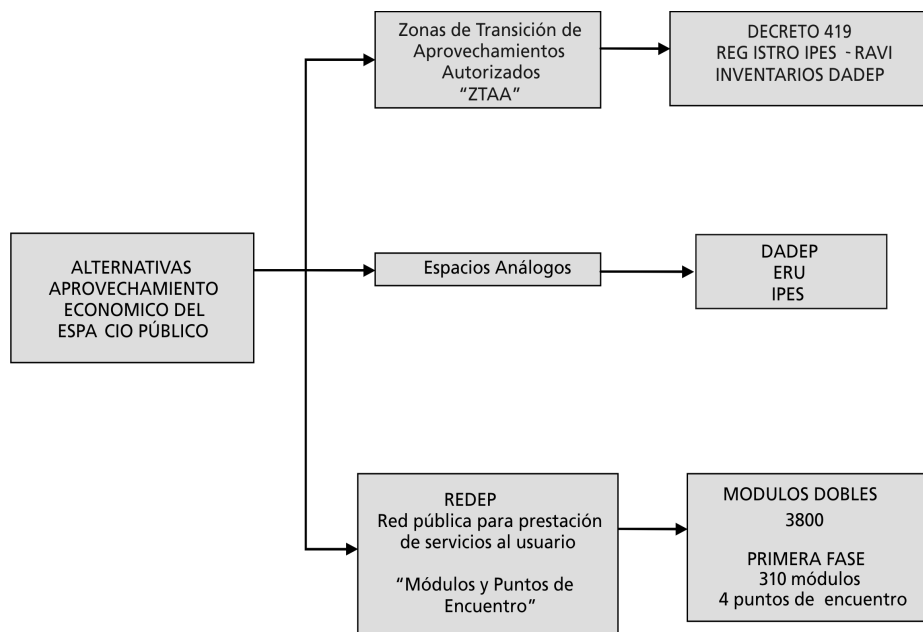 Zonas de Transición de
Aprovechamientos
Autorizados
“ZTAA”
DECRETO 419
REG ISTRO IPES - RAVI
INVENTARIOS DADEP
ALTERNATIVAS
APROVECHAMIENTO
ECONOMICO DEL
ESPA CIO PÚBLICO
Espacios Análogos
DADEP
ERU
IPES
REDEP
Red pública para prestación
de servicios al usuario
“Módulos y Puntos de
Encuentro”
MODULOS DOBLES
3800
PRIMERA FASE
310 módulos
4 puntos de encuentro